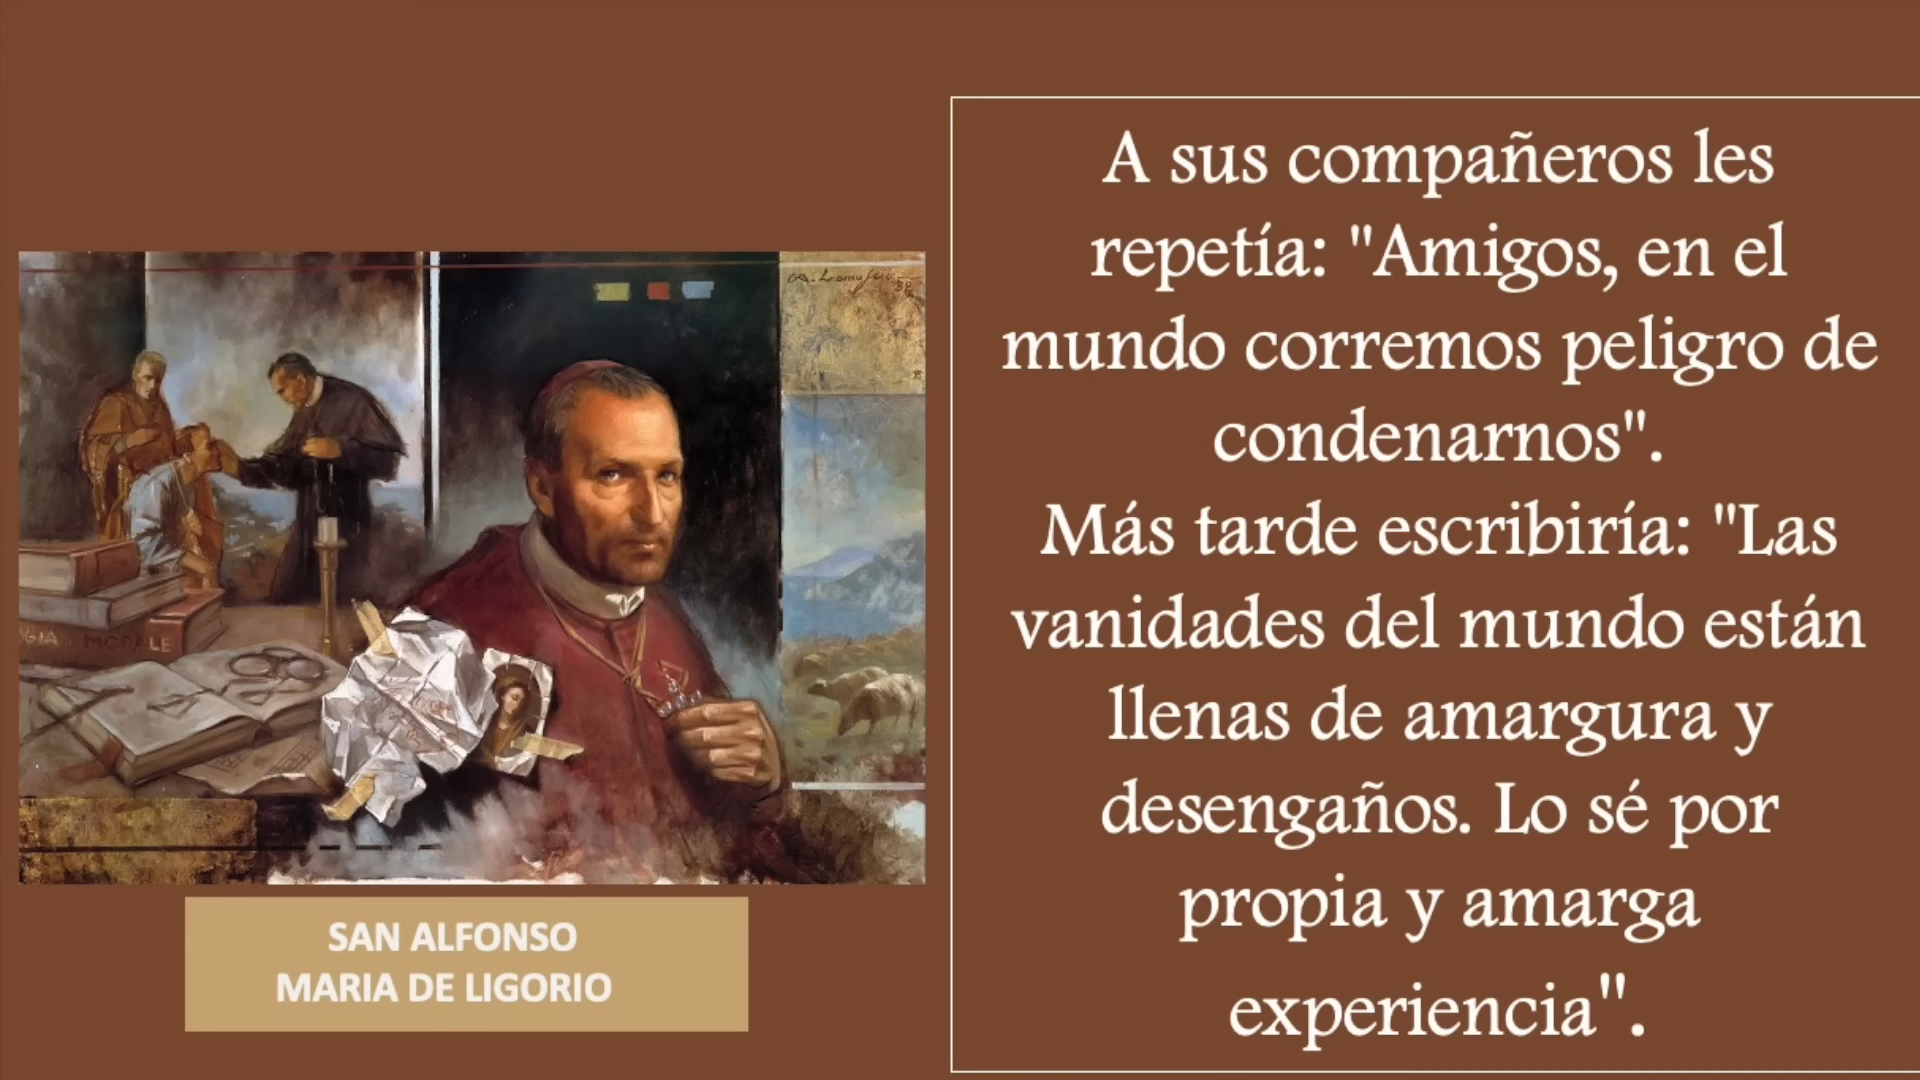 A sus compañeros les
repetía: "Amigos, en el
mundo corremos peligro de
condenarnos".
Más tarde escribiría: "Las
vanidades del mundo están
llenas de amargura y
desengaños. Lo sé por
propia y amarga
experiencia".
MORALE
SAN ALFONSO
MARIA DE LIGORIO